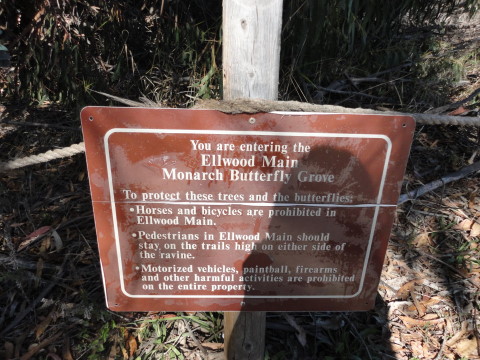 You are entering the
Ellwood Main
Monarch Butterfly Grove
To protect these trees and the butterflies:
•Horses and bicycles are prohibited in
Ellwood Main.
•Pedestrians in Ellwood Main should
stay on the trails high on either side of
the ravine.
•Motorized vehicles, paintball, firearms
and other harmful activities are prohibited
on the entire property.